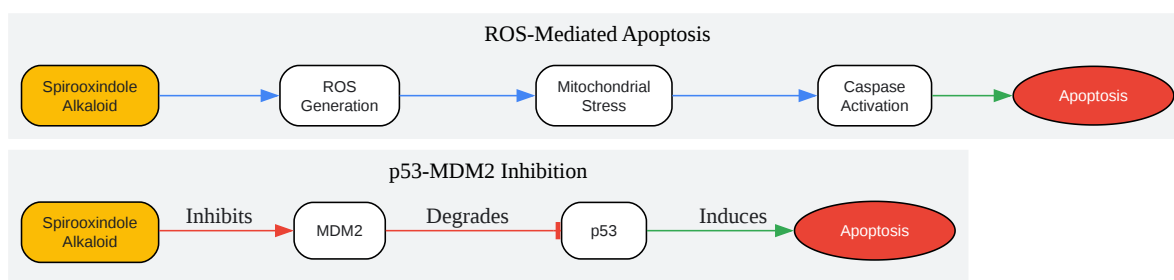 ROS-Mediated Apoptosis
Spirooxindole
Alkaloid
ROS
Generation
Mitochondrial
Stress
Caspase
Activation
Apoptosis
p53-MDM2 Inhibition
Spirooxindole
Alkaloid
Inhibits
MDM2
Degrades
p53
Induces
Apoptosis